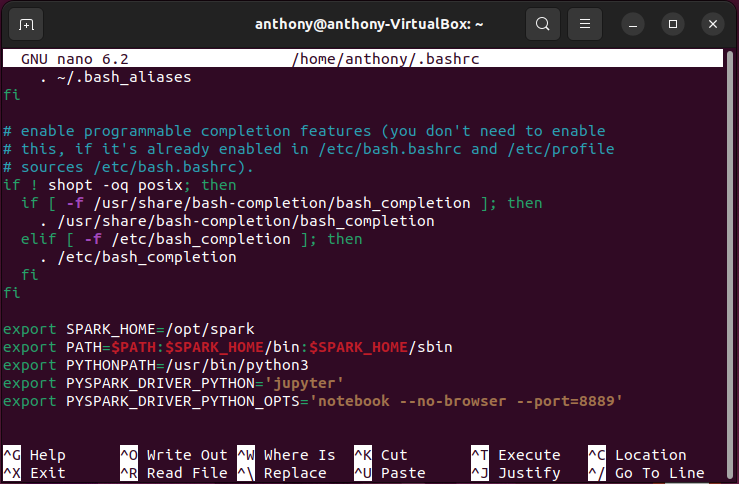 anthony@anthony-VirtualBox: ~
GNU nano 6.2 /home/anthony/.bashrc
    . ~/.bash_aliases
fi

# enable programmable completion features (you don't need to enable
# this, if it's already enabled in /etc/bash.bashrc and /etc/profile
# sources /etc/bash.bashrc).
if ! shopt -oq posix; then
  if [ -f /usr/share/bash-completion/bash_completion ]; then
    . /usr/share/bash-completion/bash_completion
  elif [ -f /etc/bash_completion ]; then
    . /etc/bash_completion
  fi
fi

export SPARK_HOME=/opt/spark
export PATH=$PATH:$SPARK_HOME/bin:$SPARK_HOME/sbin
export PYTHONPATH=/usr/bin/python3
export PYSPARK_DRIVER_PYTHON='jupyter'
export PYSPARK_DRIVER_PYTHON_OPTS='notebook --no-browser --port=8889'

^G Help ^O Write Out ^W Where Is ^K Cut ^T Execute ^C Location
^X Exit ^R Read File ^\ Replace ^U Paste ^J Justify ^/ Go To Line